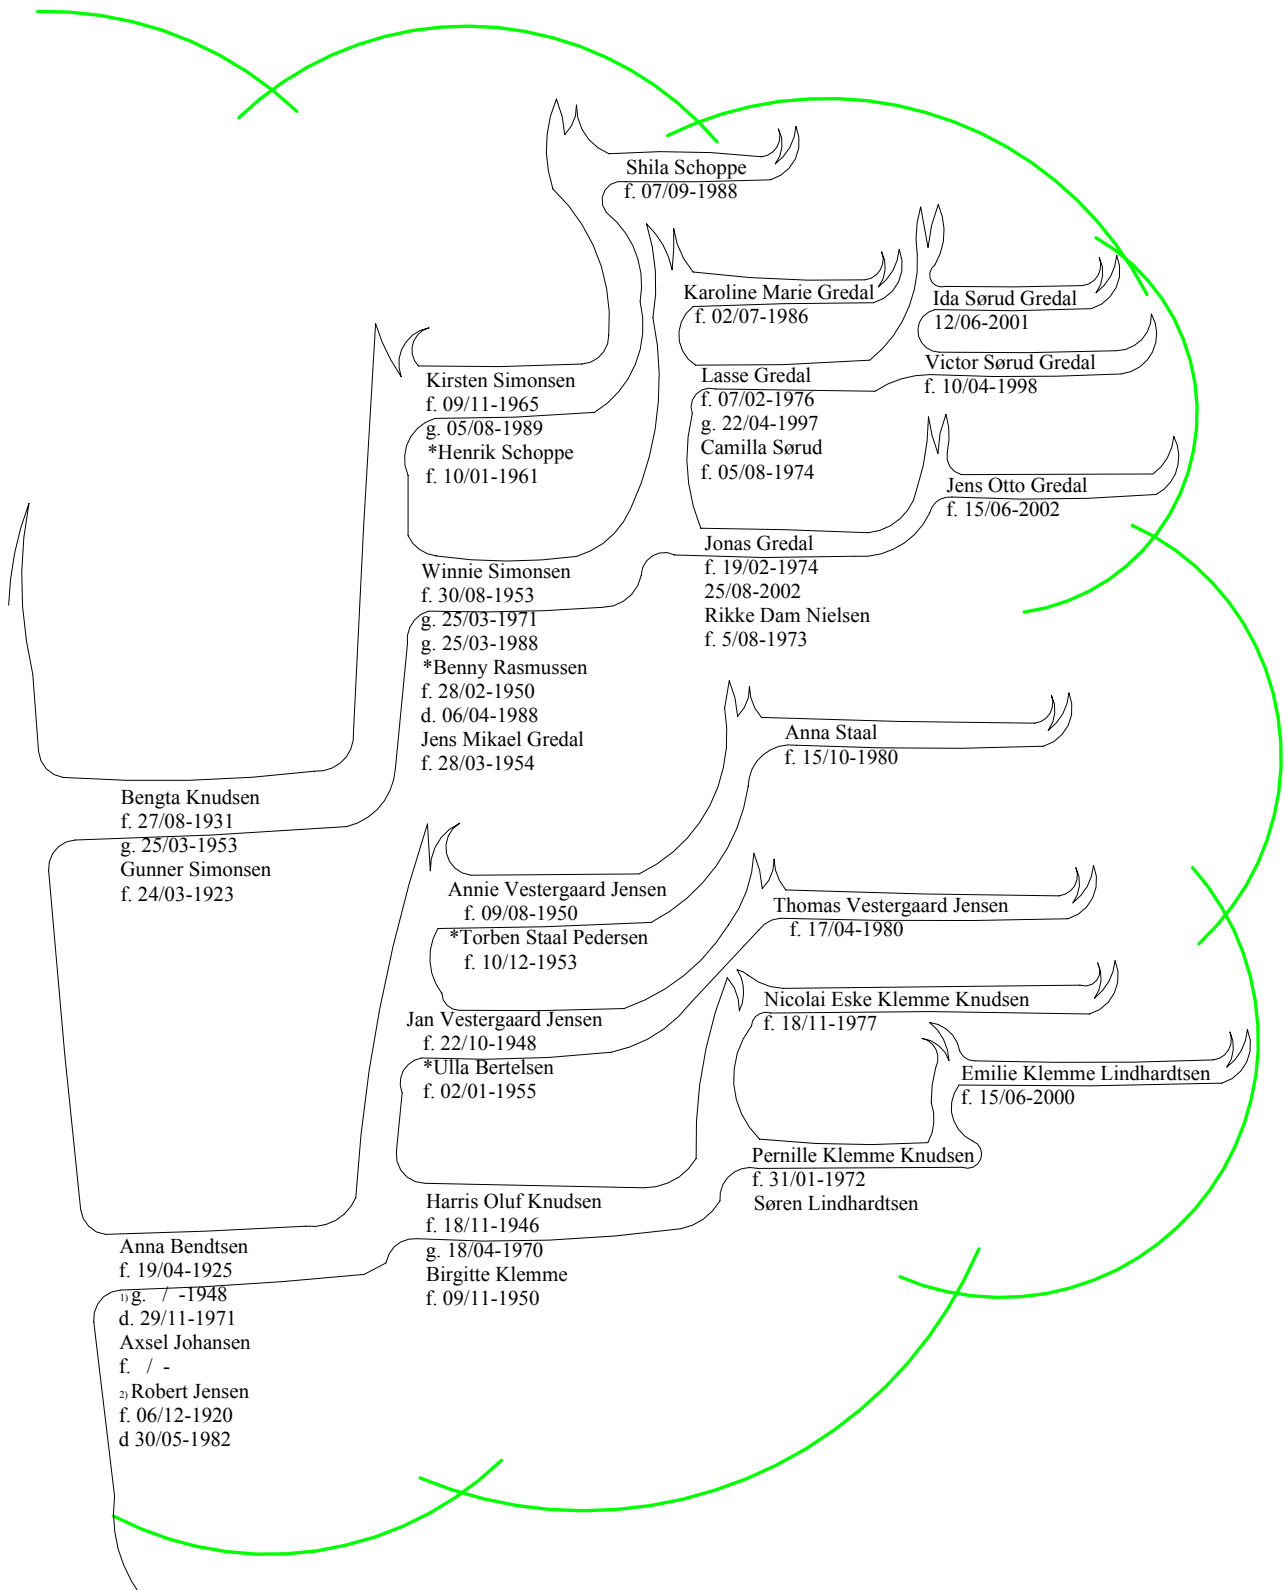 Shila Schoppe
f. 07/09-1988
Karoline Marie Gredal
f. 02/07-1986
Ida Sørud Gredal
12/06-2001
Victor Sørud Gredal
f. 10/04-1998
Kirsten Simonsen
f. 09/11-1965
g. 05/08-1989
*Henrik Schoppe
f. 10/01-1961
Lasse Gredal
f. 07/02-1976
g. 22/04-1997
Camilla Sørud
f. 05/08-1974
Jens Otto Gredal
f. 15/06-2002
Jonas Gredal
f. 19/02-1974
25/08-2002
Rikke Dam Nielsen
f. 5/08-1973
Winnie Simonsen
f. 30/08-1953
g. 25/03-1971
g. 25/03-1988
*Benny Rasmussen
f. 28/02-1950
d. 06/04-1988
Jens Mikael Gredal
f. 28/03-1954
Anna Staal
f. 15/10-1980
Bengta Knudsen
f. 27/08-1931
g. 25/03-1953
Gunner Simonsen
f. 24/03-1923
Annie Vestergaard Jensen
f. 09/08-1950
*Torben Staal Pedersen
f. 10/12-1953
Thomas Vestergaard Jensen
f. 17/04-1980
Jan Vestergaard Jensen
f. 22/10-1948
*Ulla Bertelsen
f. 02/01-1955
Nicolai Eske Klemme Knudsen
f. 18/11-1977
Emilie Klemme Lindhardtsen
f. 15/06-2000
Pernille Klemme Knudsen
f. 31/01-1972
Søren Lindhardtsen
Harris Oluf Knudsen
f. 18/11-1946
g. 18/04-1970
Birgitte Klemme
f. 09/11-1950
Anna Bendtsen
f. 19/04-1925
1) g. / -1948
d. 29/11-1971
Axsel Johansen
f. / -
2) Robert Jensen
f. 06/12-1920
d 30/05-1982